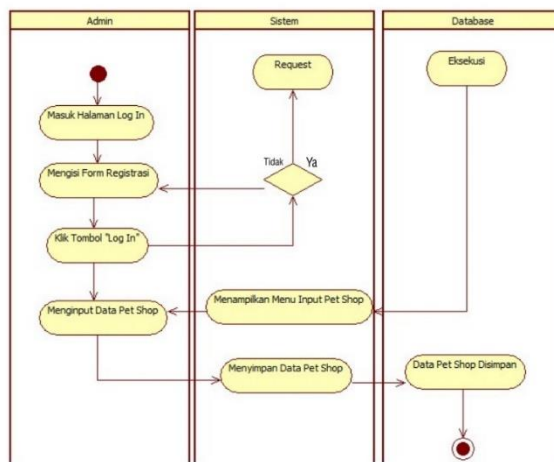 Admin
Sistem
Database
Request
Eksekusi
Masuk Halaman Log In
Mengisi Form Registrasi
Tidak
Ya
Klik Tombol "Log In"
Menginput Data Pet Shop
Menampilkan Menu Input Pet Shop
Menyimpan Data Pet Shop
Data Pet Shop Disimpan